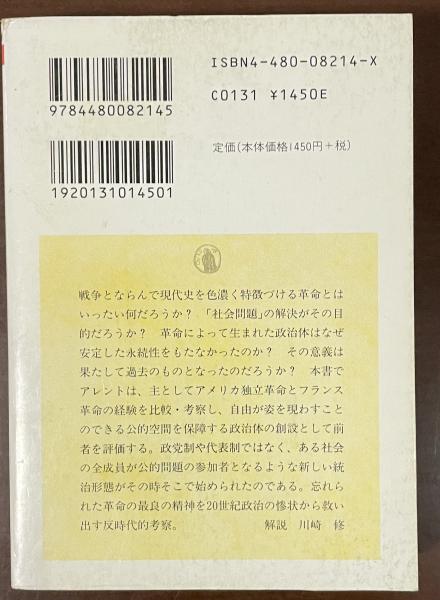 ISBN4-480-08214-X
C0131 ¥1450E
9784480082145
定価(本体価格1450円+税)
1920131014501
戦争とならんで現代史を色濃く特徴づける革命とは
いったい何だろうか? 「社会問題」の解決がその目
的だろうか? 革命によって生まれた政治体はなぜ
安定した永続性をもたなかったのか? その意義は
果たして過去のものとなったのだろうか? 本書で
アレントは、主としてアメリカ独立革命とフランス
革命の経験を比較・考察し、自由が姿を現わすこと
のできる公的空間を保障する政治体の創設として前
者を評価する。政党制や代表制ではなく、ある社会
の全成員が公的問題の参加者となるような新しい統
治形態がその時そこで始められたのである。忘れら
れた革命の最良の精神を20世紀政治の惨状から救い
出す反時代的考察。 解説 川崎 修